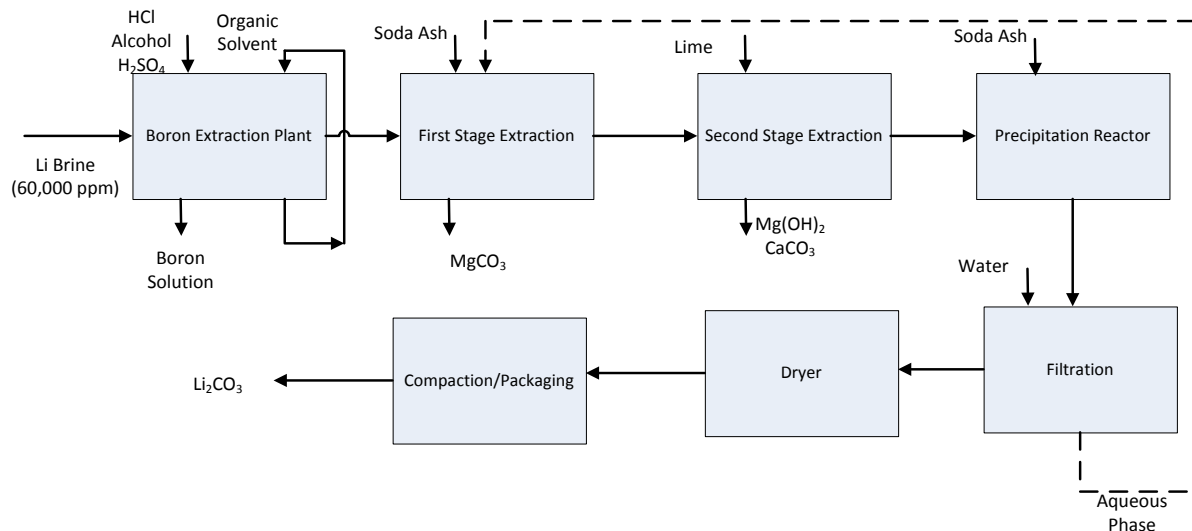 HCl
Alcohol
H₂SO₄
Organic
Solvent
Soda Ash
Lime
Soda Ash
Boron Extraction Plant
First Stage Extraction
Second Stage Extraction
Precipitation Reactor
Li Brine
(60,000 ppm)
Boron
Solution
MgCO₃
Mg(OH)₂
CaCO₃
Water
Li₂CO₃
Compaction/Packaging
Dryer
Filtration
Aqueous
Phase